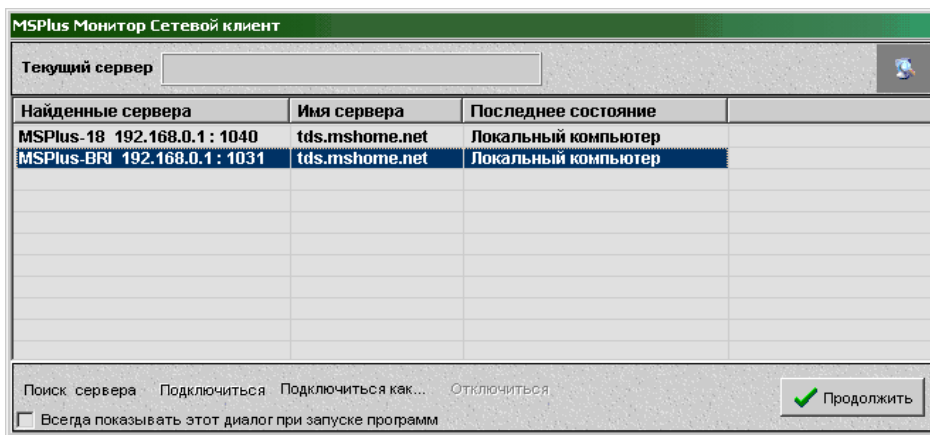 MSPlus Монитор Сетевой клиент
Текущий сервер
Найденные сервера Имя сервера Последнее состояние
MSPlus-18 192.168.0.1 : 1040 tds.mshome.net Локальный компьютер
MSPlus-BRI 192.168.0.1 : 1031 tds.mshome.net Локальный компьютер
Поиск сервера Подключиться Подключиться как... Отключиться
Продолжить
Всегда показывать этот диалог при запуске программ